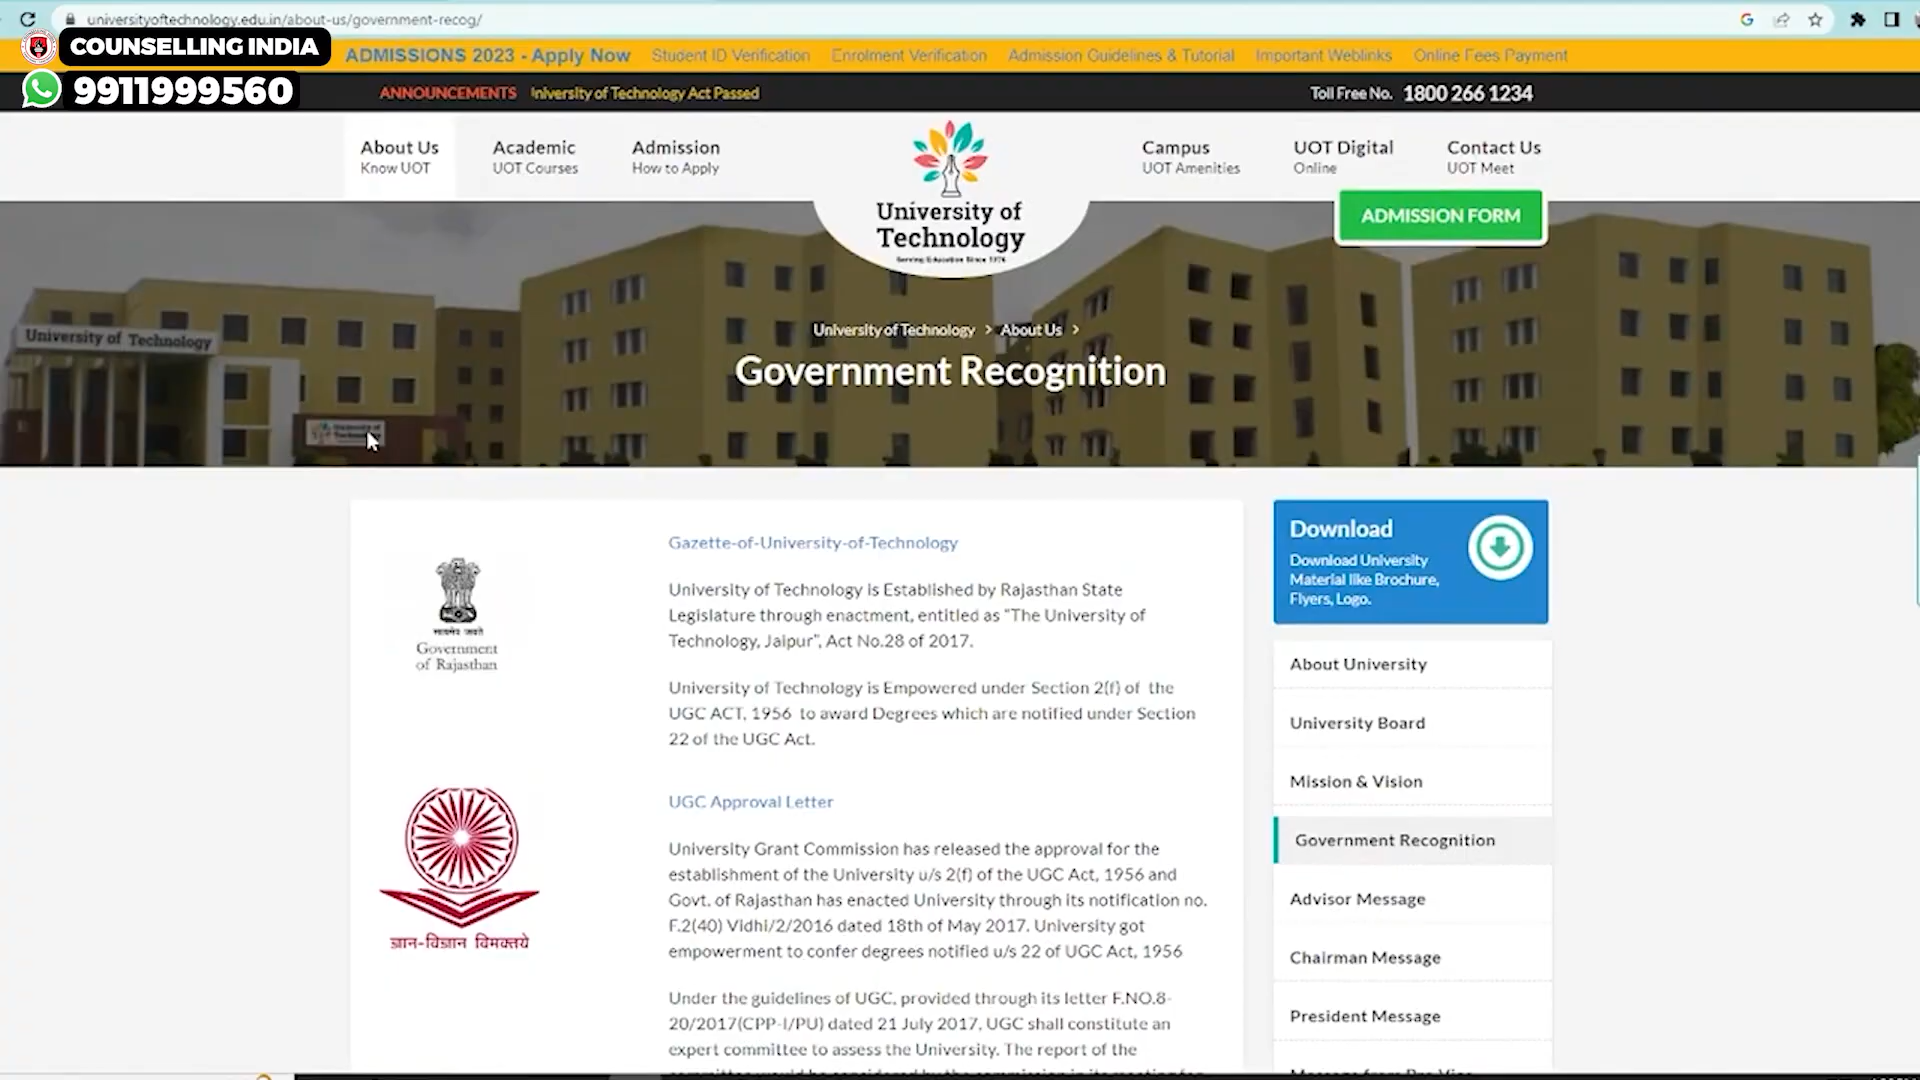 universityoftechnology.edu.in/about-us/government-recog/
COUNSELLING INDIA
9911999560
ADMISSIONS 2023 - Apply Now Student ID Verification Enrolment Verification Admission Guidelines & Tutorial Important Weblinks Online Fees Payment
ANNOUNCEMENTS University of Technology Act Passed
Toll Free No. 1800 266 1234
About Us
Know UOT
Academic
UOT Courses
Admission
How to Apply
University of
Technology
Serving Education Since 1976
Campus
UOT Amenities
UOT Digital
Online
Contact Us
UOT Meet
ADMISSION FORM
University of Technology
University of Technology > About Us >
Government Recognition
Government
of Rajasthan
Gazette-of-University-of-Technology
University of Technology is Established by Rajasthan State
Legislature through enactment, entitled as “The University of
Technology, Jaipur”, Act No.28 of 2017.
University of Technology is Empowered under Section 2(f) of the
UGC ACT, 1956 to award Degrees which are notified under Section
22 of the UGC Act.
ज्ञान-विज्ञान विमुक्तये
UGC Approval Letter
University Grant Commission has released the approval for the
establishment of the University u/s 2(f) of the UGC Act, 1956 and
Govt. of Rajasthan has enacted University through its notification no.
F.2(40) Vidhi/2/2016 dated 18th of May 2017. University got
empowerment to confer degrees notified u/s 22 of UGC Act, 1956
Under the guidelines of UGC, provided through its letter F.NO.8-
20/2017(CPP-I/PU) dated 21 July 2017, UGC shall constitute an
expert committee to assess the University. The report of the
Download
Download University
Material like Brochure,
Flyers, Logo.
About University
University Board
Mission & Vision
Government Recognition
Advisor Message
Chairman Message
President Message